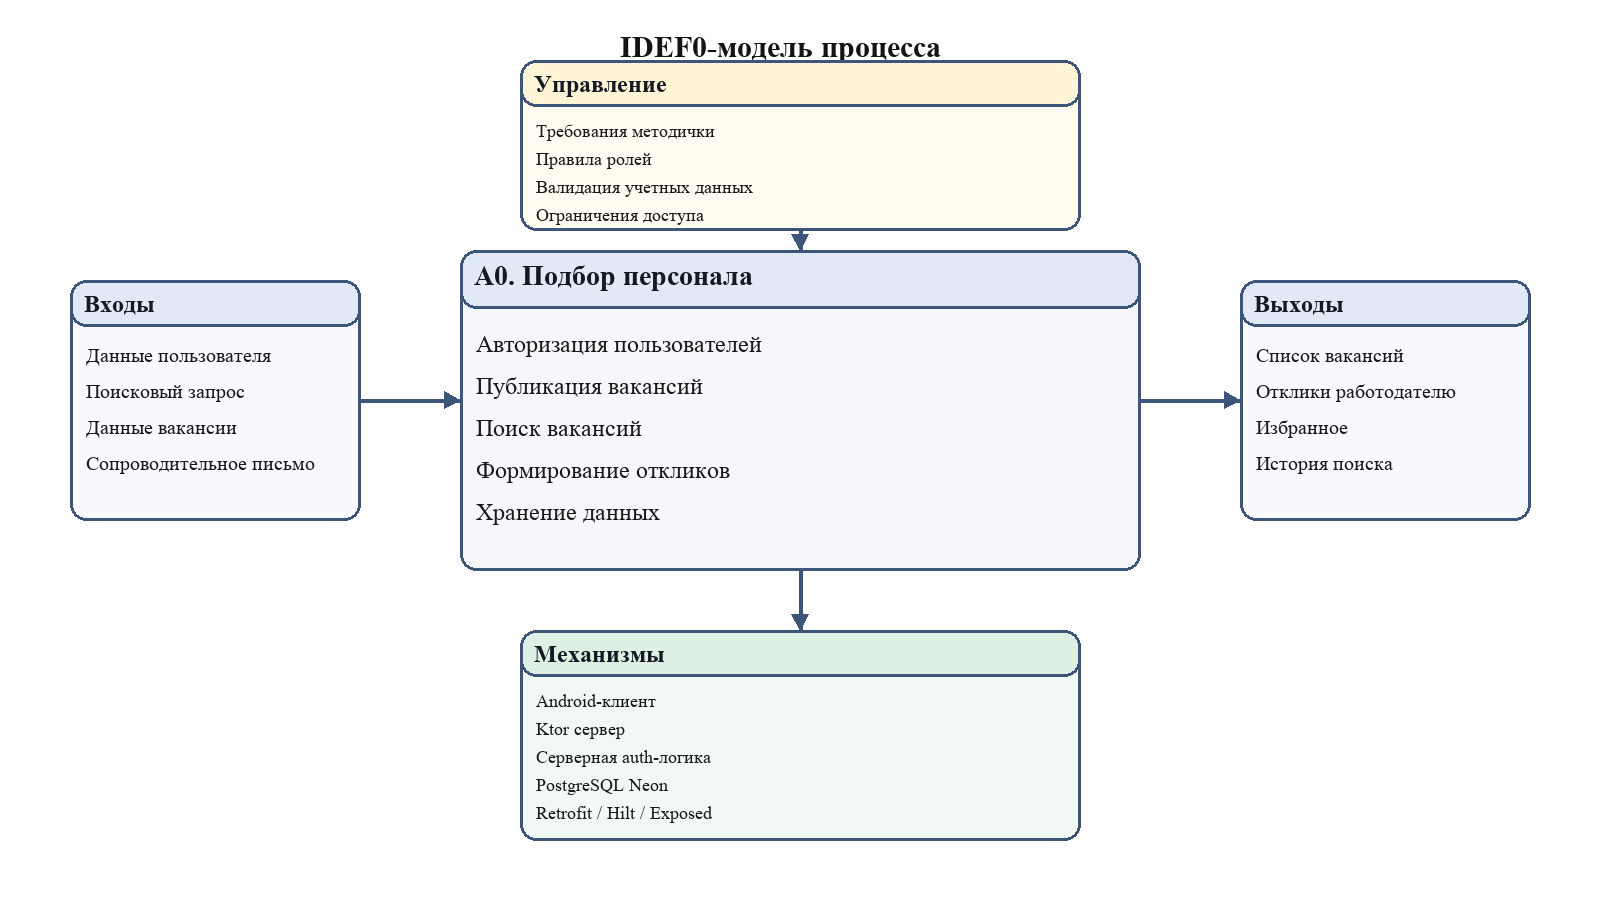 IDEF0-модель процесса
Управление
Требования методички
Правила ролей
Валидация учетных данных
Ограничения доступа
Входы
Данные пользователя
Поисковый запрос
Данные вакансии
Сопроводительное письмо
A0. Подбор персонала
Авторизация пользователей
Публикация вакансий
Поиск вакансий
Формирование откликов
Хранение данных
Выходы
Список вакансий
Отклики работодателю
Избранное
История поиска
Механизмы
Android-клиент
Ktor сервер
Серверная auth-логика
PostgreSQL Neon
Retrofit / Hilt / Exposed